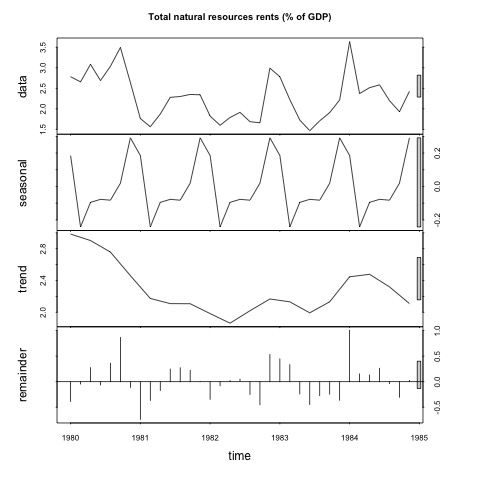 Total natural resources rents (% of GDP)
data
1.5 2.0 2.5 3.0 3.5
seasonal
-0.2 0.0 0.2
trend
2.0 2.4 2.8
remainder
-0.5 0.0 0.5 1.0
1980 1981 1982 1983 1984 1985
time